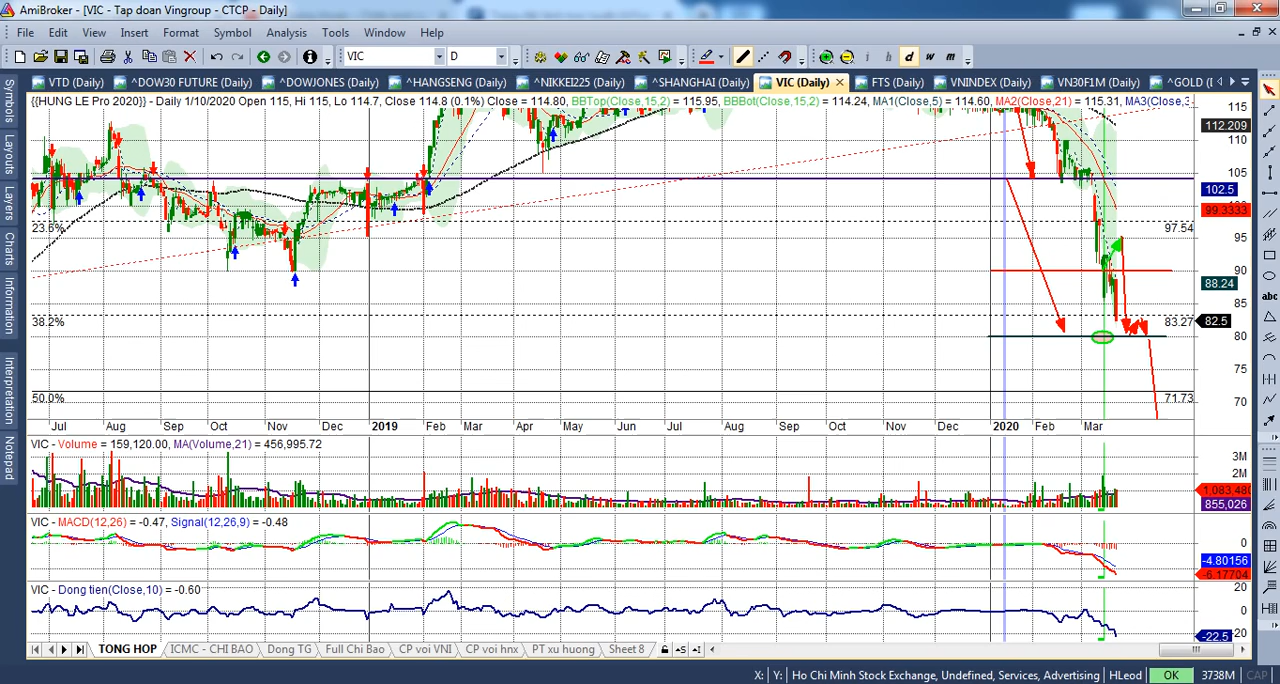 AmiBroker - [VIC - Tap doan Vingroup - CTCP - Daily]
File Edit View Insert Format Symbol Analysis Tools Window Help
VIC D d w m
VTD (Daily) ^DOW30 FUTURE (Daily) ^DOWJONES (Daily) ^HANGSENG (Daily) ^NIKKEI225 (Daily) ^SHANGHAI (Daily) VIC (Daily) FTS (Daily) VNINDEX (Daily) VN30F1M (Daily) ^GOLD (
Symbols
Layouts
Layers
Charts
Information
Interpretation
Notepad
abc
{{HUNG LE Pro 2020}} - Daily 1/10/2020 Open 115, Hi 115, Lo 114.7, Close 114.8 (0.1%) Close = 114.80, BBTop(Close,15,2) = 115.95, BBBot(Close,15,2) = 114.24, MA1(Close,5) = 114.60, MA2(Close,21) = 115.31, MA3(Close,3
115
112.209
110
105
102.5
100
99.3333
23.6% 97.54
95
90
88.24
85
38.2% 83.27 82.5
80
75
50.0% 71.73
70
Jul Aug Sep Oct Nov Dec 2019 Feb Mar Apr May Jun Jul Aug Sep Oct Nov Dec 2020 Feb Mar
VIC - Volume = 159,120.00, MA(Volume,21) = 456,995.72
3M
2M
1,083,480
855,026
VIC - MACD(12,26) = -0.47, Signal(12,26,9) = -0.48
0
-4.80156
-6.17704
VIC - Dong tien(Close,10) = -0.60
20
0
-20
-22.5
TONG HOP ICMC - CHI BAO Dong TG Full Chi Bao CP voi VNI CP voi hnx PT xu huong Sheet 8
X: Y: Ho Chi Minh Stock Exchange, Undefined, Services, Advertising HLeod OK 3738M CAP